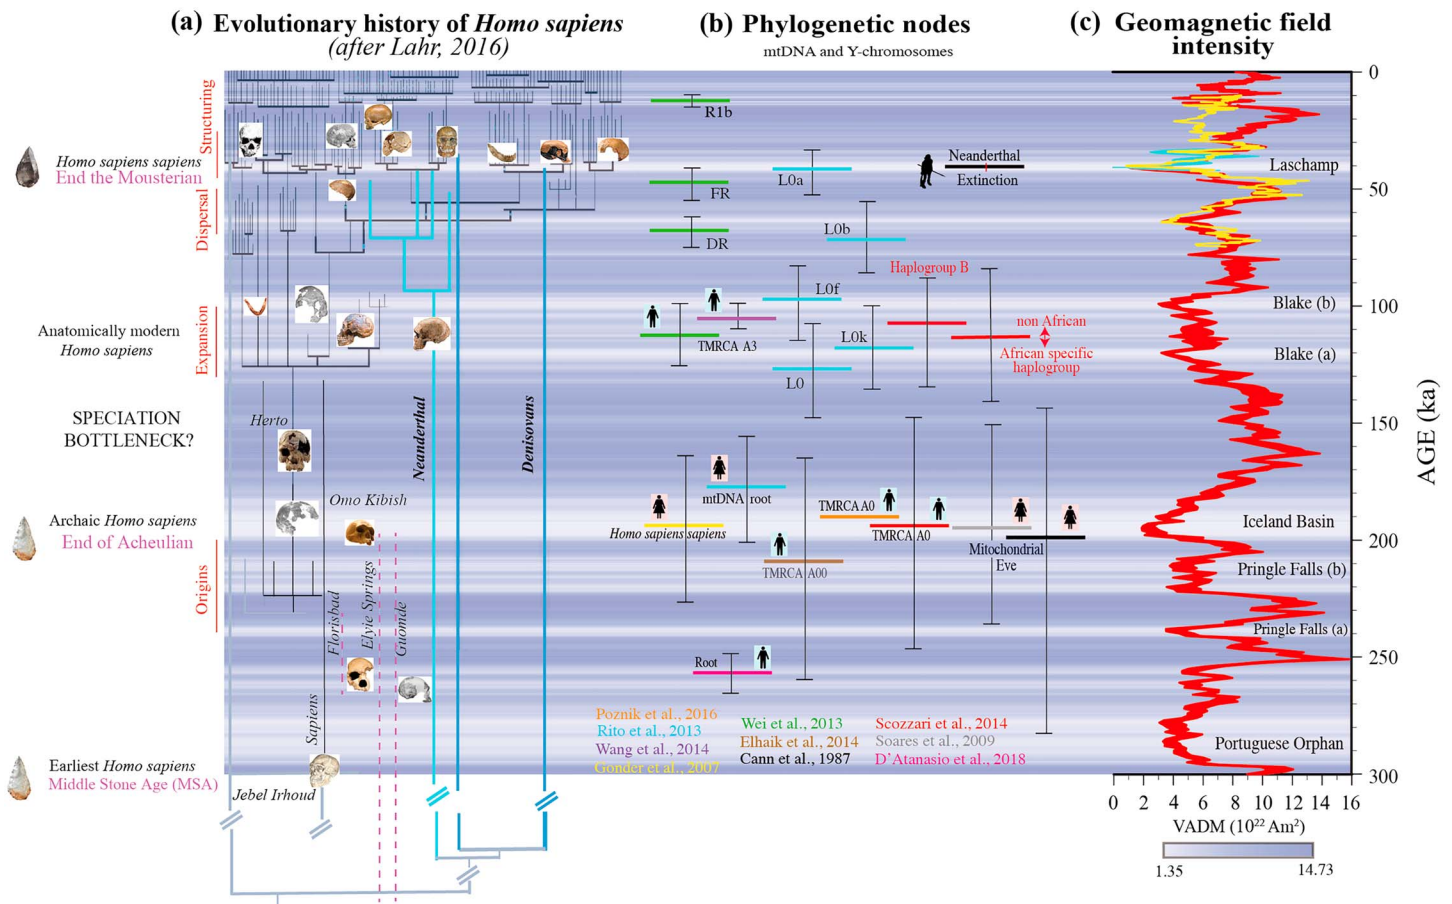 (a) Evolutionary history of Homo sapiens
(after Lahr, 2016)
(b) Phylogenetic nodes
mtDNA and Y-chromosomes
(c) Geomagnetic field
intensity
Structuring
Dispersal
Expansion
Origins
Homo sapiens sapiens
End the Mousterian
Anatomically modern
Homo sapiens
SPECIATION
BOTTLENECK?
Archaic Homo sapiens
End of Acheulian
Earliest Homo sapiens
Middle Stone Age (MSA)
Herto
Omo Kibish
Florisbad
Elyie Springs
Guomde
Sapiens
Jebel Irhoud
Neanderthal
Denisovans
R1b
FR
DR
L0a
L0b
Neanderthal
Extinction
Haplogroup B
L0f
TMRCA A3
L0k
L0
non African
African specific
haplogroup
mtDNA root
Homo sapiens sapiens
TMRCA A0
TMRCA A0
TMRCA A00
Mitochondrial
Eve
Root
Poznik et al., 2016
Rito et al., 2013
Wang et al., 2014
Gonder et al., 2007
Wei et al., 2013
Elhaik et al., 2014
Cann et al., 1987
Scozzari et al., 2014
Soares et al., 2009
D'Atanasio et al., 2018
Laschamp
Blake (b)
Blake (a)
Iceland Basin
Pringle Falls (b)
Pringle Falls (a)
Portuguese Orphan
0
50
100
150
200
250
300
AGE (ka)
0 2 4 6 8 10 12 14 16
VADM (10²² Am²)
1.35 14.73